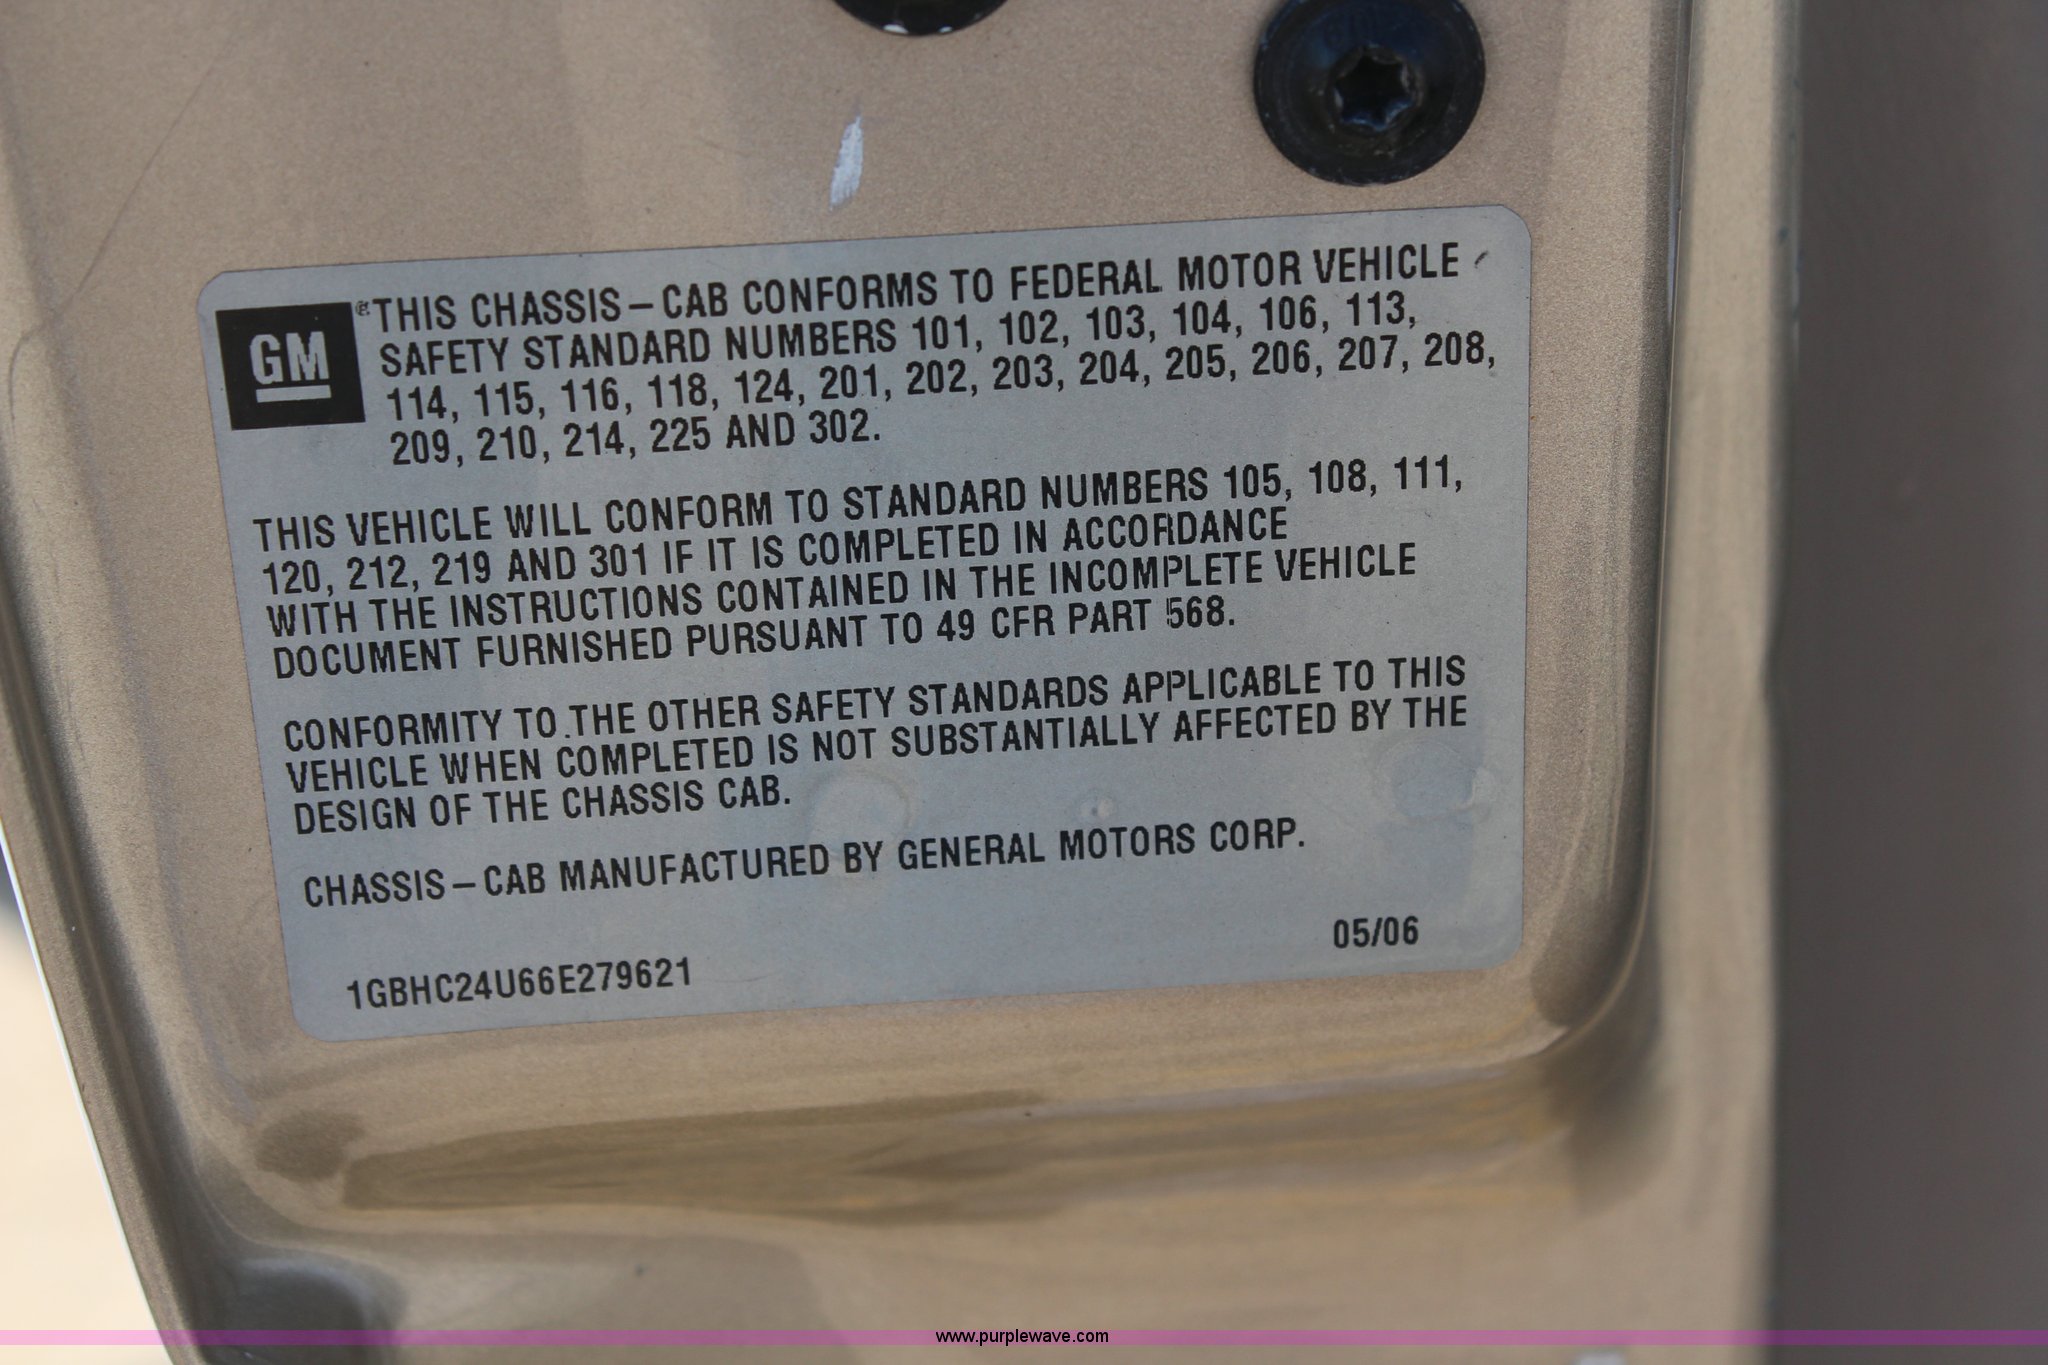 GM
THIS CHASSIS – CAB CONFORMS TO FEDERAL MOTOR VEHICLE
SAFETY STANDARD NUMBERS 101, 102, 103, 104, 106, 113,
114, 115, 116, 118, 124, 201, 202, 203, 204, 205, 206, 207, 208,
209, 210, 214, 225 AND 302.
THIS VEHICLE WILL CONFORM TO STANDARD NUMBERS 105, 108, 111,
120, 212, 219 AND 301 IF IT IS COMPLETED IN ACCORDANCE
WITH THE INSTRUCTIONS CONTAINED IN THE INCOMPLETE VEHICLE
DOCUMENT FURNISHED PURSUANT TO 49 CFR PART 568.
CONFORMITY TO THE OTHER SAFETY STANDARDS APPLICABLE TO THIS
VEHICLE WHEN COMPLETED IS NOT SUBSTANTIALLY AFFECTED BY THE
DESIGN OF THE CHASSIS CAB.
CHASSIS – CAB MANUFACTURED BY GENERAL MOTORS CORP.
05/06
1GBHC24U66E279621
www.purplewave.com